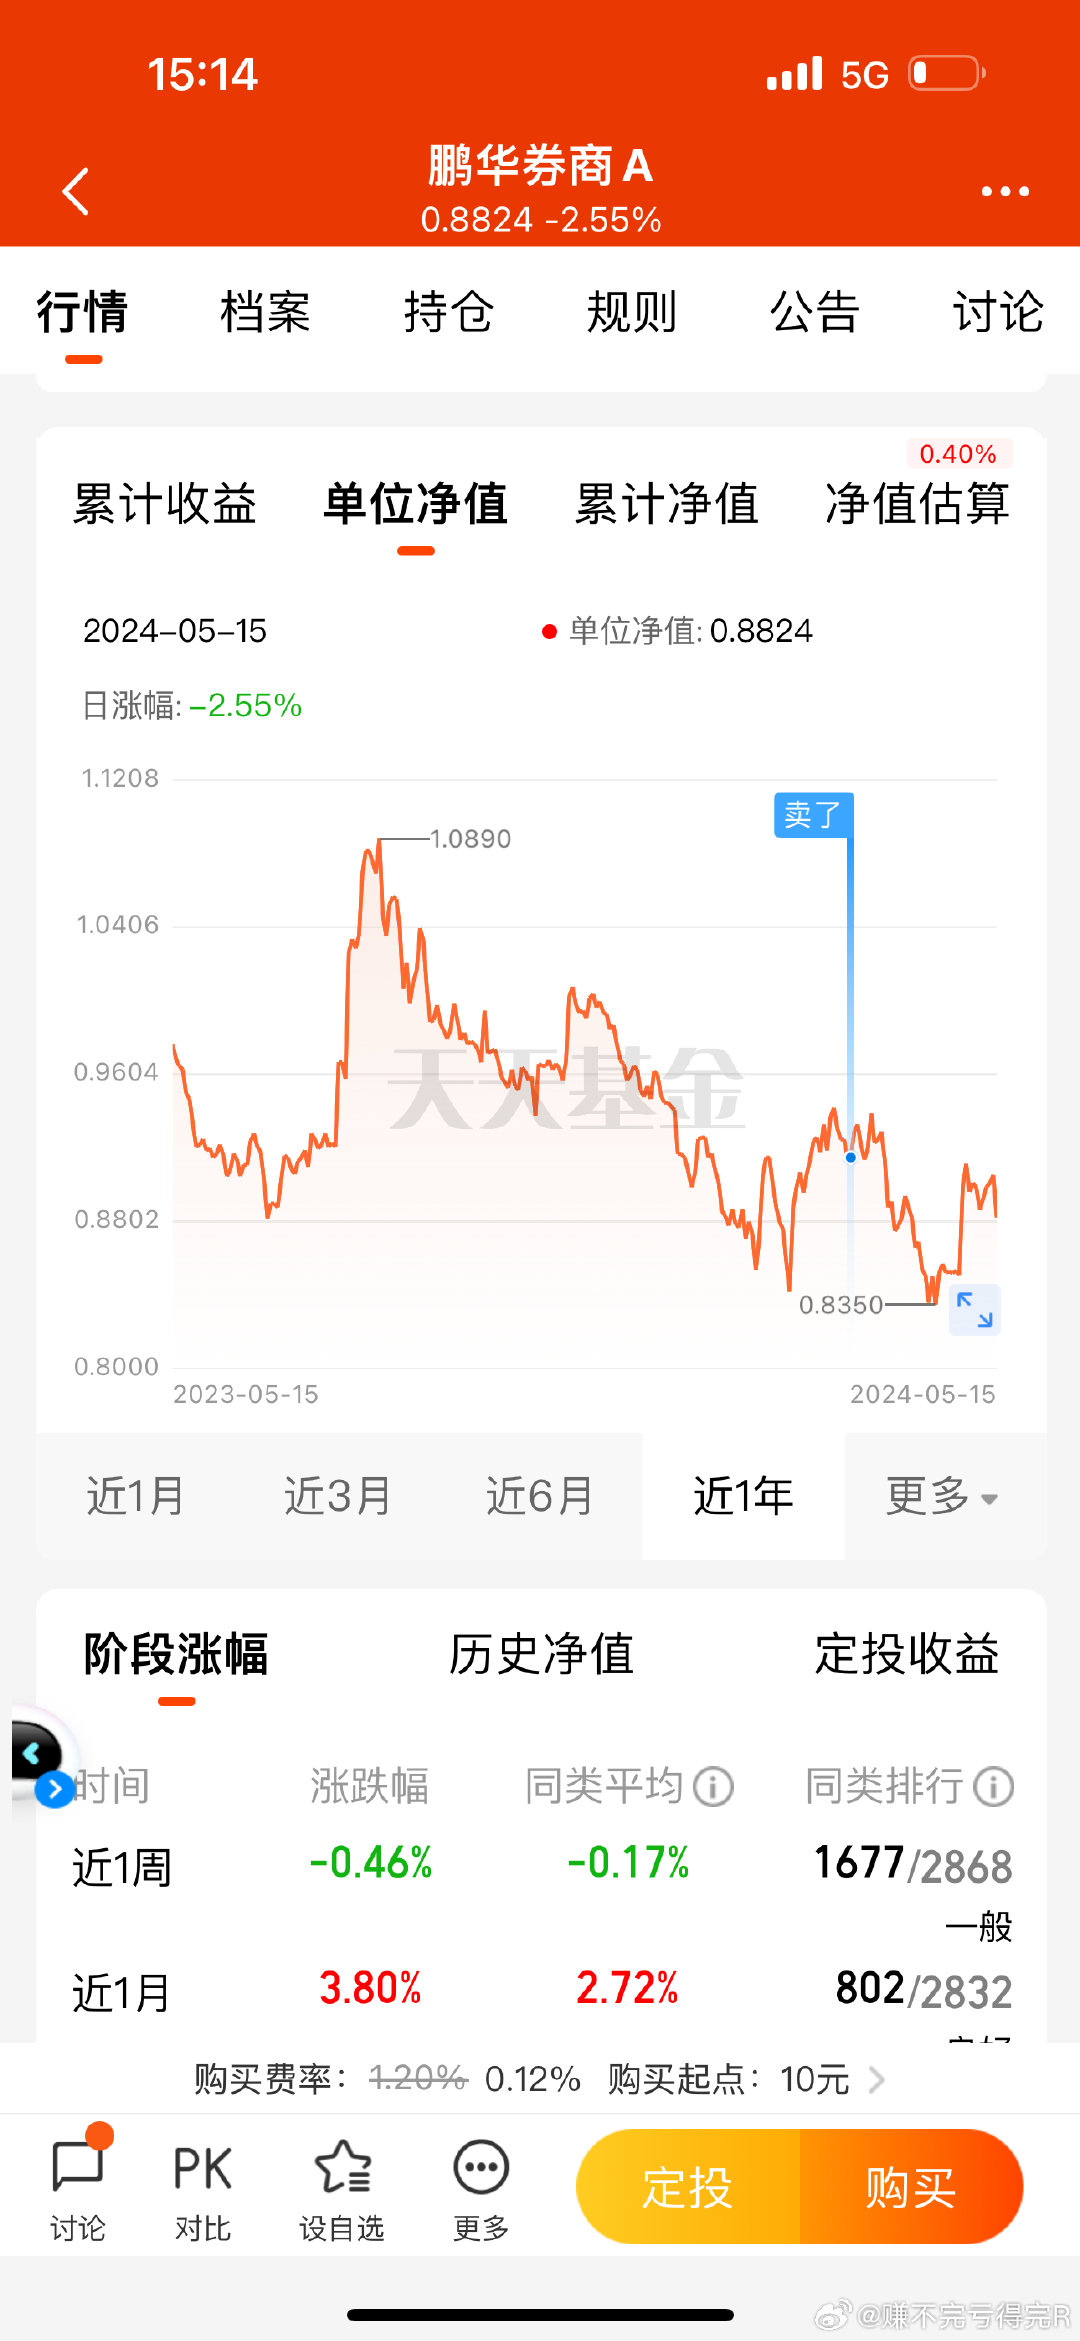 15:14
5G
鹏华券商A
0.8824 -2.55%
行情 档案 持仓 规则 公告 讨论
0.40%
累计收益 单位净值 累计净值 净值估算
2024-05-15 单位净值: 0.8824
日涨幅: -2.55%
1.1208
卖了
1.0890
1.0406
天天基金
0.9604
0.8802
0.8350
0.8000
2023-05-15 2024-05-15
近1月 近3月 近6月 近1年 更多
阶段涨幅 历史净值 定投收益
时间 涨跌幅 同类平均 同类排行
近1周 -0.46% -0.17% 1677/2868
一般
近1月 3.80% 2.72% 802/2832
购买费率: 1.20% 0.12% 购买起点: 10元
PK
定投 购买
讨论 对比 设自选 更多
@赚不完亏得完R